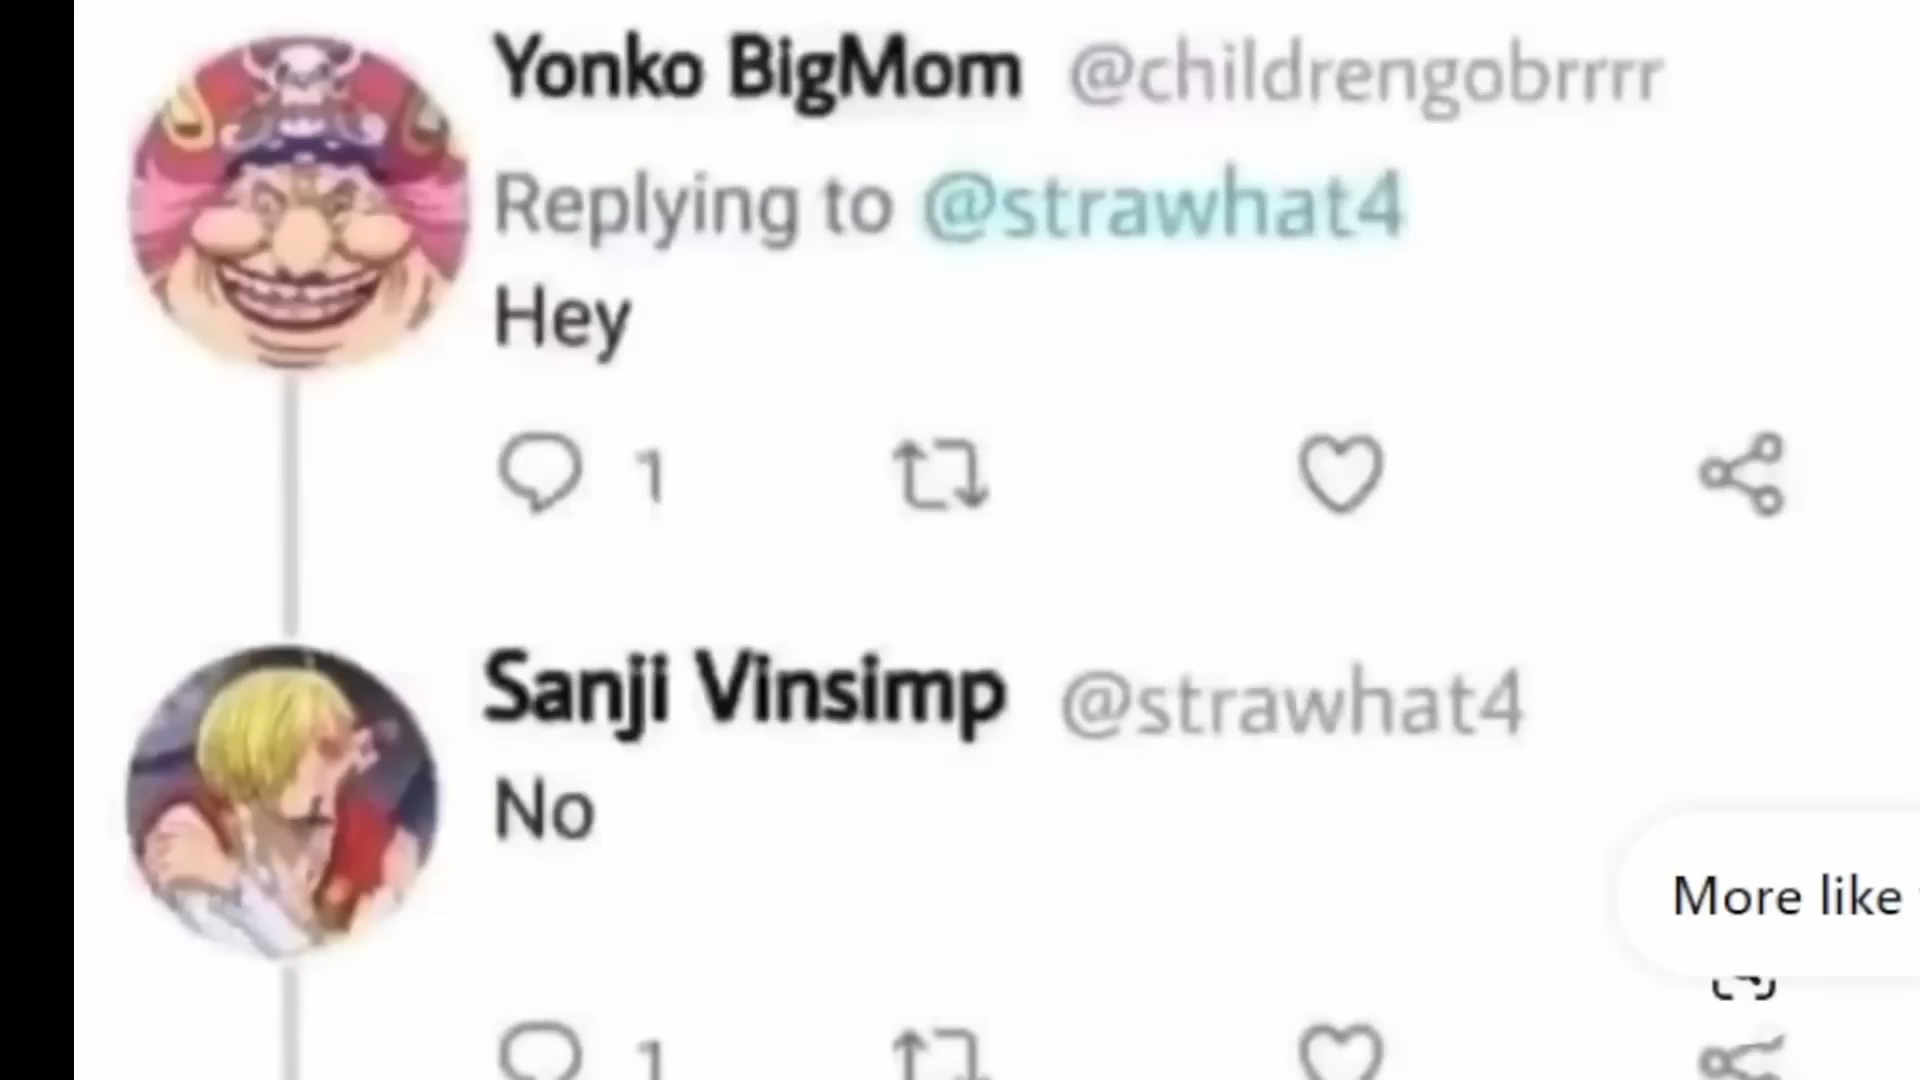 Yonko BigMom @childrengobrrrr
Replying to @strawhat4
Hey
1
Sanji Vinsimp @strawhat4
No
More like
1